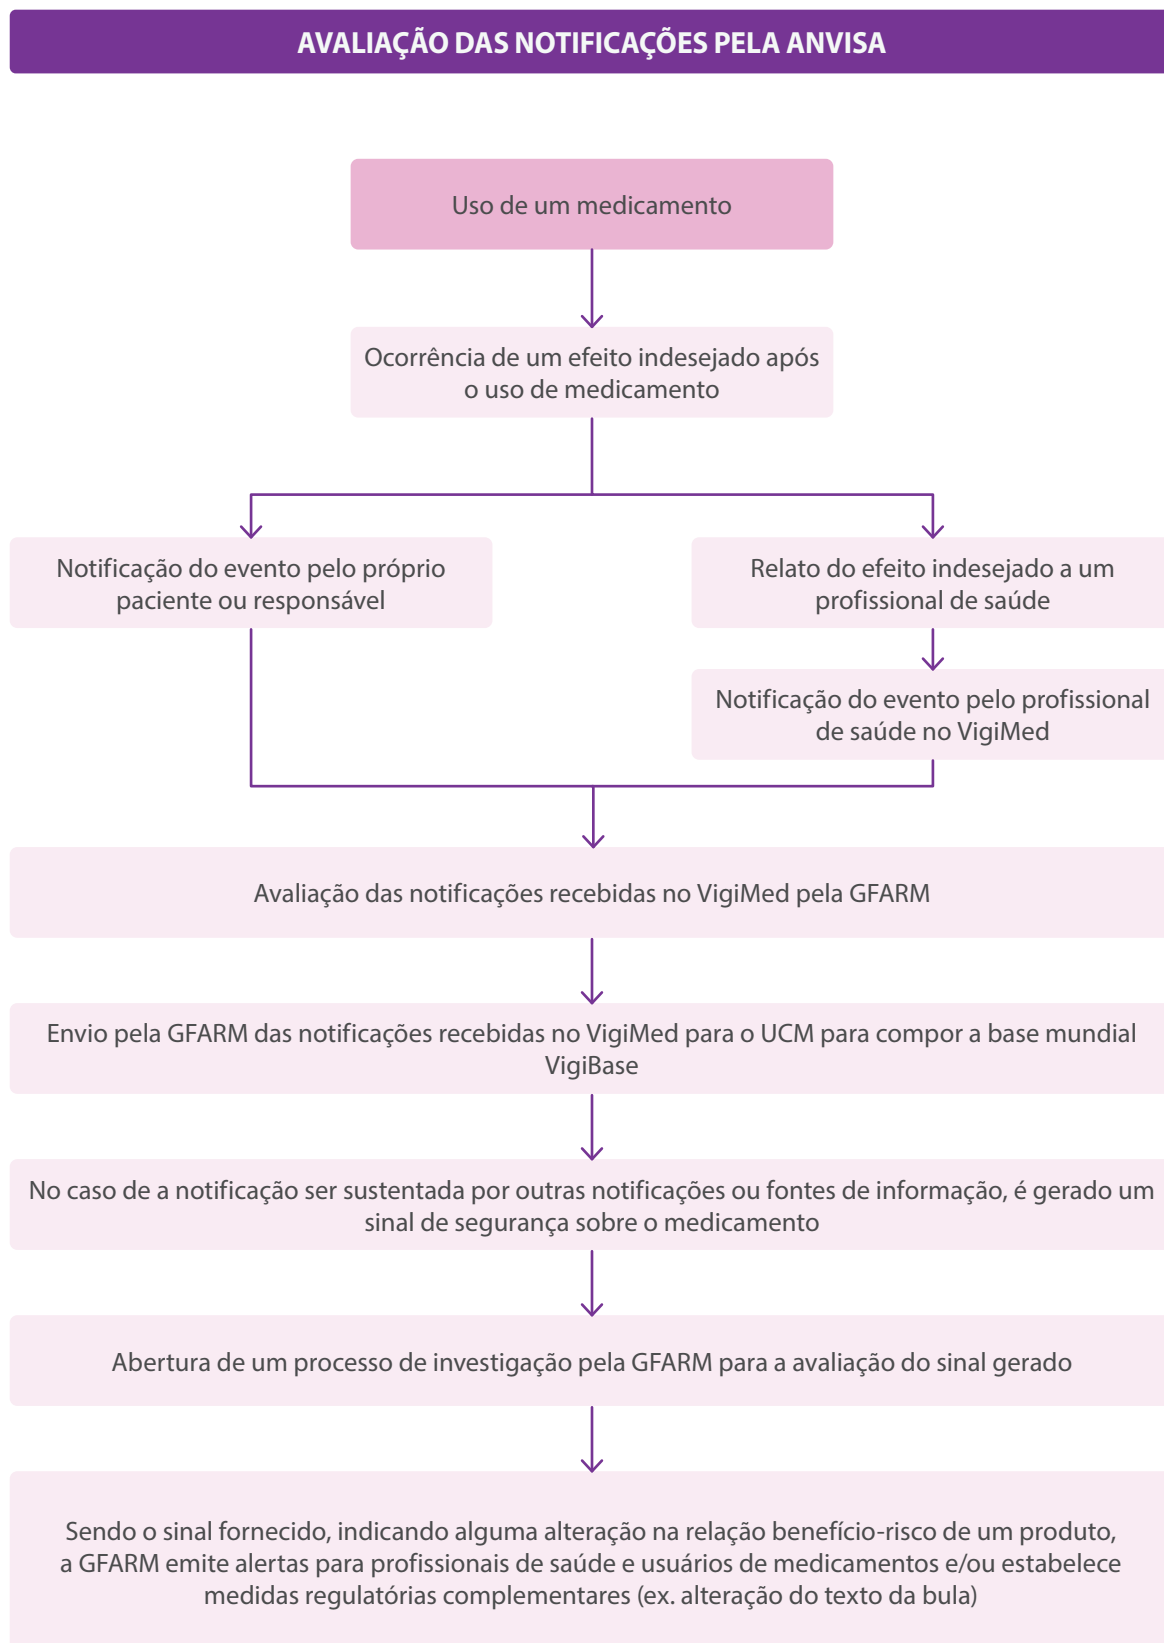 AVALIAÇÃO DAS NOTIFICAÇÕES PELA ANVISA
Uso de um medicamento
Ocorrência de um efeito indesejado após
o uso de medicamento
Notificação do evento pelo próprio
paciente ou responsável
Relato do efeito indesejado a um
profissional de saúde
Notificação do evento pelo profissional
de saúde no VigiMed
Avaliação das notificações recebidas no VigiMed pela GFARM
Envio pela GFARM das notificações recebidas no VigiMed para o UCM para compor a base mundial
VigiBase
No caso de a notificação ser sustentada por outras notificações ou fontes de informação, é gerado um
sinal de segurança sobre o medicamento
Abertura de um processo de investigação pela GFARM para a avaliação do sinal gerado
Sendo o sinal fornecido, indicando alguma alteração na relação benefício-risco de um produto,
a GFARM emite alertas para profissionais de saúde e usuários de medicamentos e/ou estabelece
medidas regulatórias complementares (ex. alteração do texto da bula)